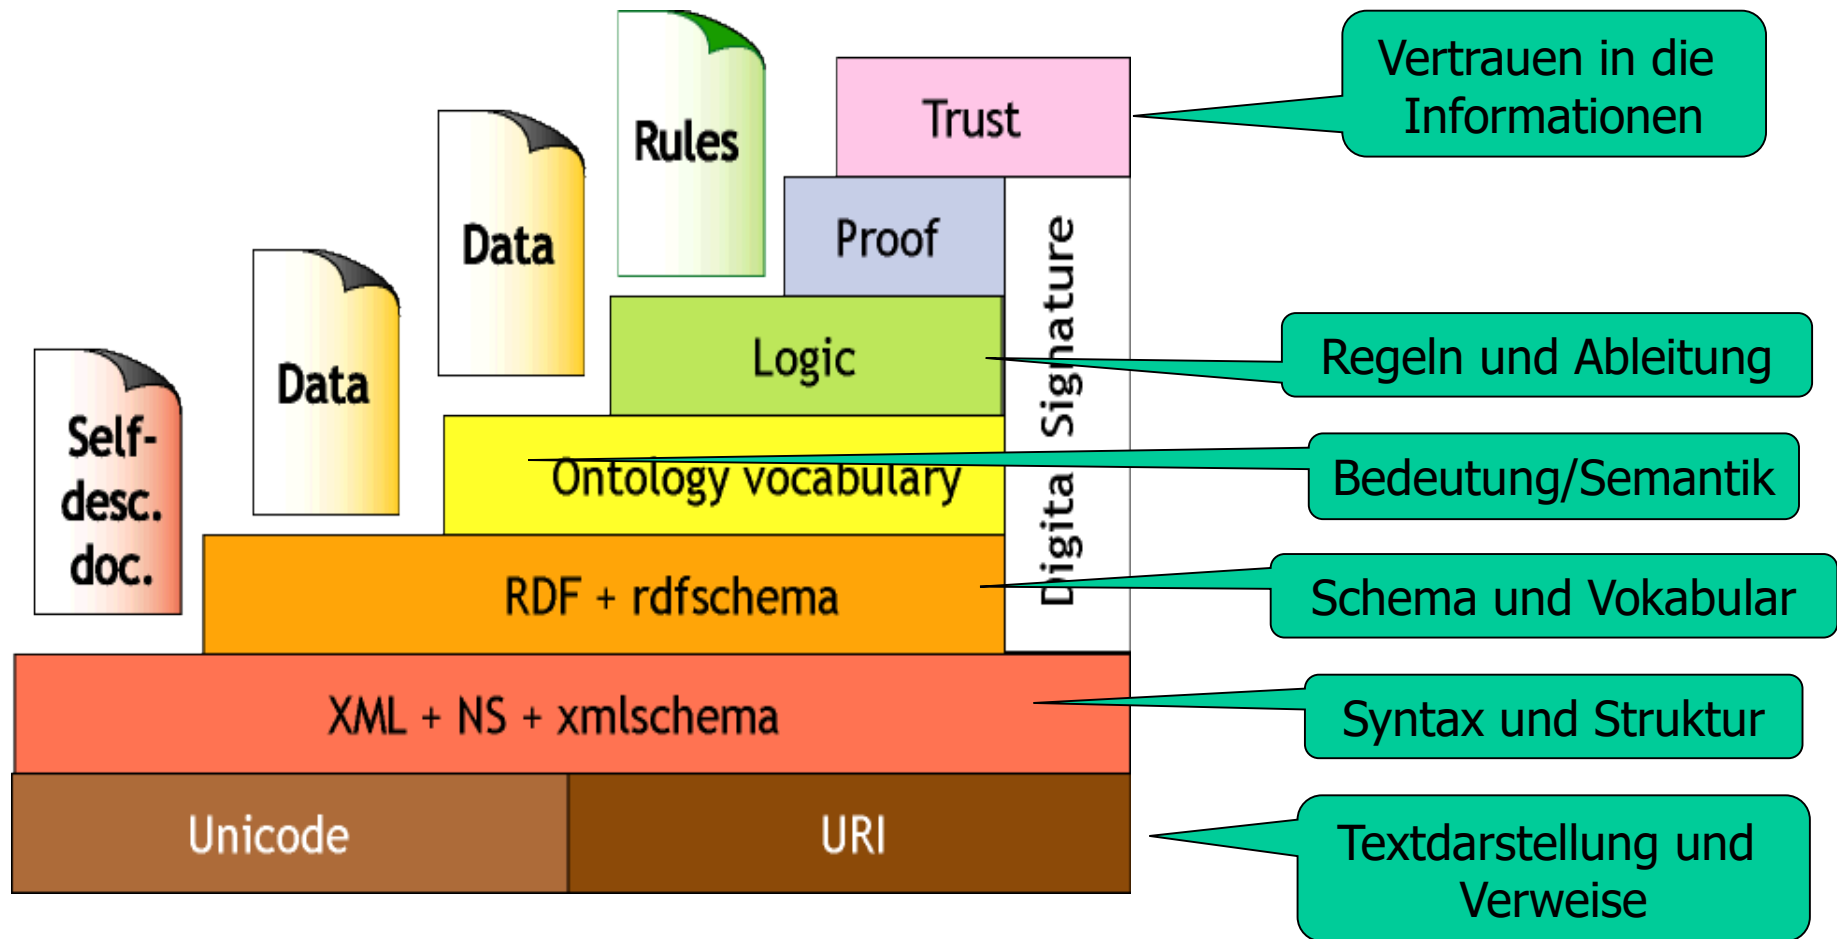 Vertrauen in die
Informationen
Trust
Rules
Proof
Data
Digita Signature
Logic
Regeln und Ableitung
Data
Self-
desc.
doc.
Ontology vocabulary
Bedeutung/Semantik
RDF + rdfschema
Schema und Vokabular
XML + NS + xmlschema
Syntax und Struktur
Unicode
URI
Textdarstellung und
Verweise